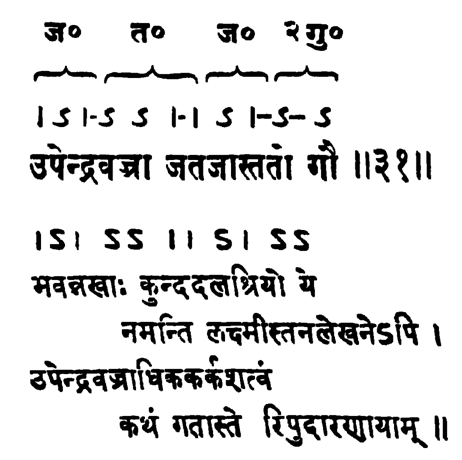 ज० त० ज० २गु०
।ऽ।-ऽ ऽ ।-। ऽ ।-ऽ- ऽ
उपेन्द्रवज्रा जतजास्ततो गौ ॥३१॥
।ऽ। ऽऽ ।। ऽ। ऽऽ
भवन्नखाः कुन्ददलश्रियो ये
नमन्ति लक्ष्मीस्तनलेखनेऽपि ।
उपेन्द्रवज्राधिककर्कशत्वं
कथं गतास्ते रिपुदारणायाम् ॥